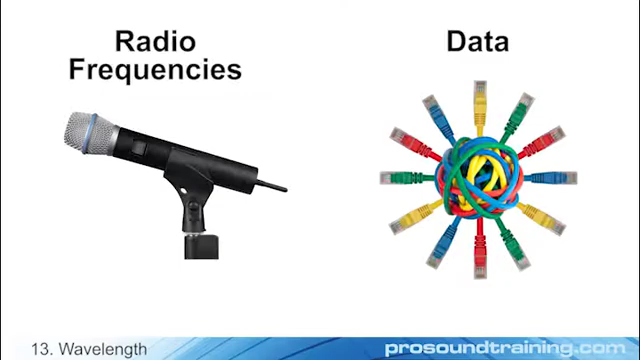 Radio
Frequencies
Data
13. Wavelength
prosoundtraining.com